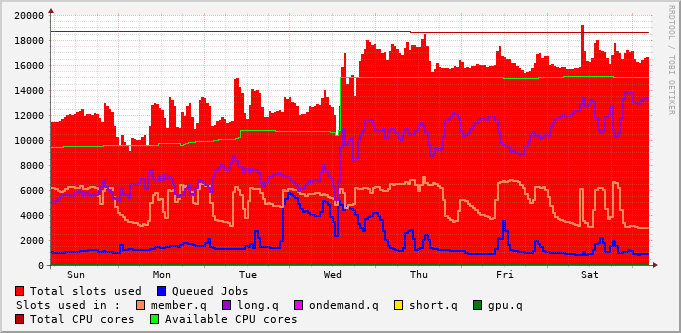 20000
18000
16000
14000
12000
10000
8000
6000
4000
2000
0
Sun Mon Tue Wed Thu Fri Sat
Total slots used Queued Jobs
Slots used in : member.q long.q ondemand.q short.q gpu.q
Total CPU cores Available CPU cores
RRDTOOL / TOBI OETIKER